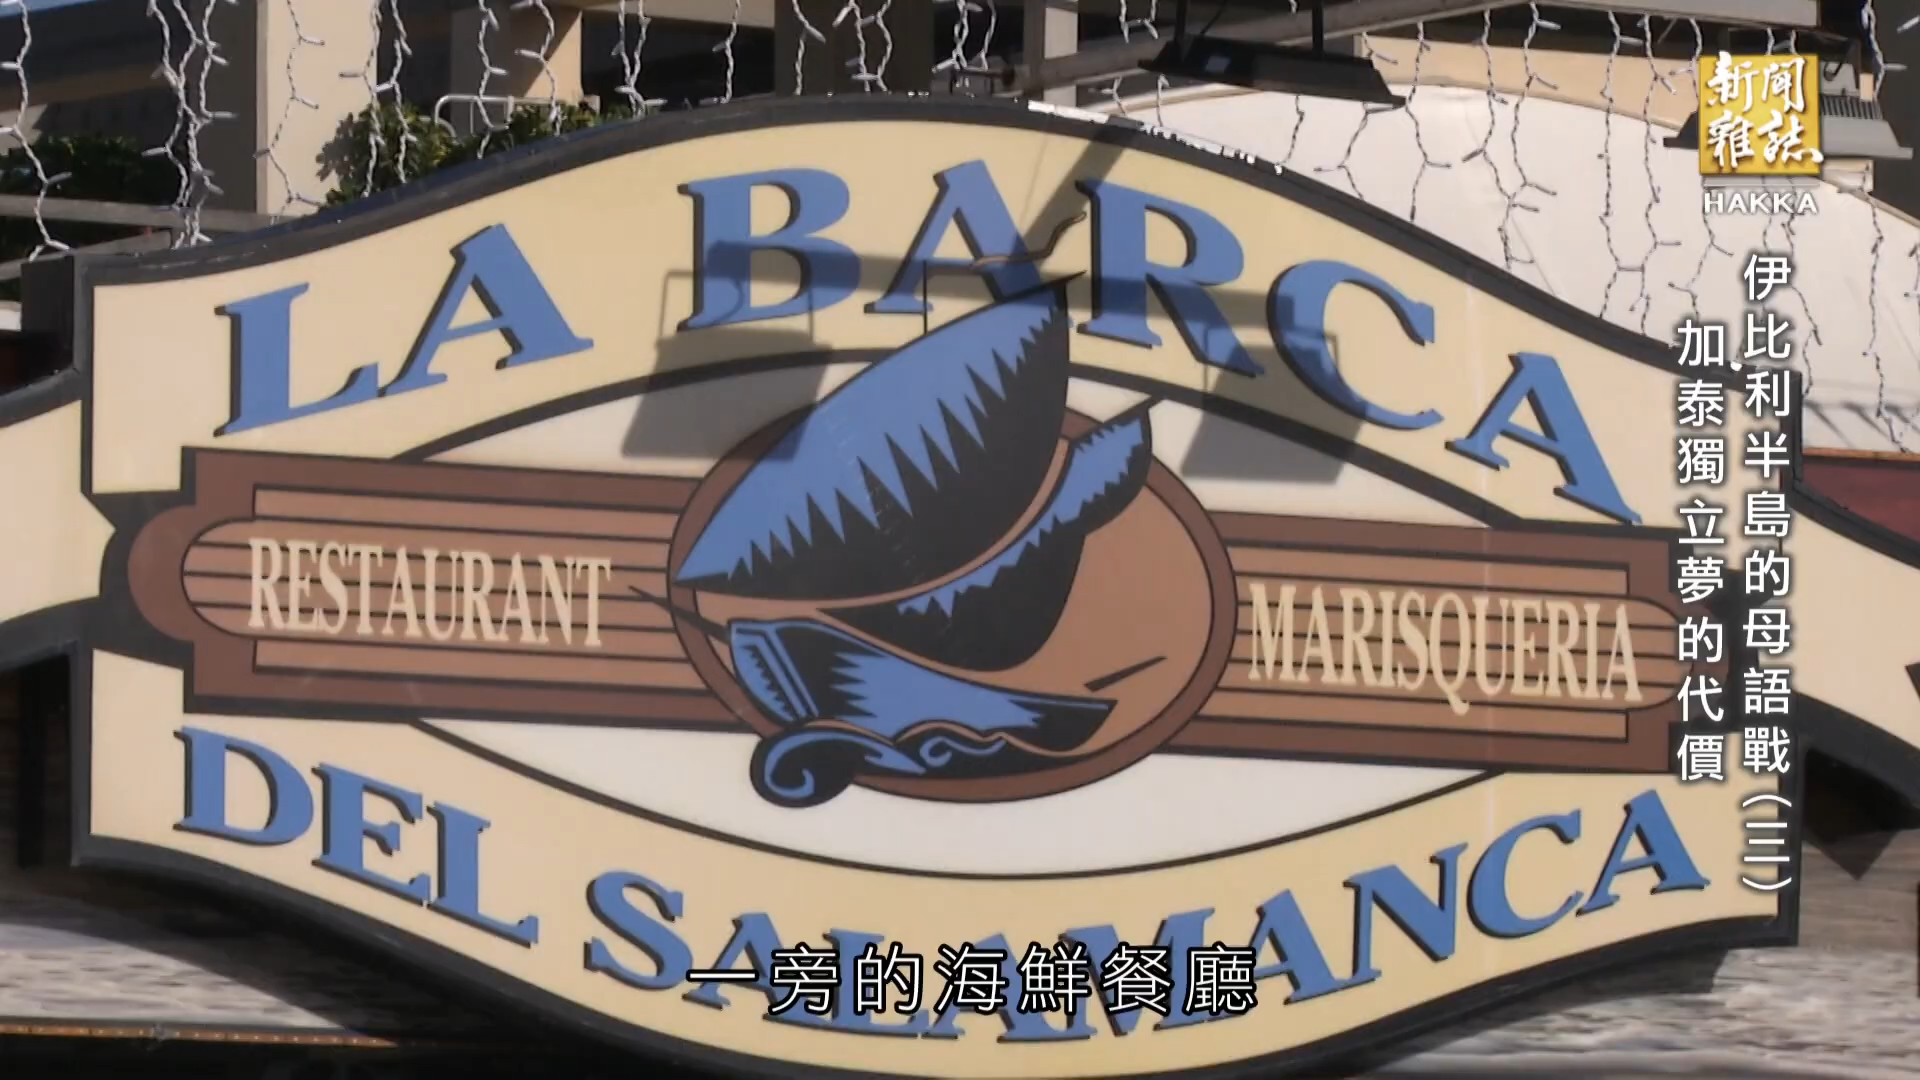 新聞
雜誌
HAKKA
伊比利半島的母語戰(三)
加泰獨立夢的代價
LA BARCA
RESTAURANT
MARISQUERIA
DEL SALAMANCA
一旁的海鮮餐廳